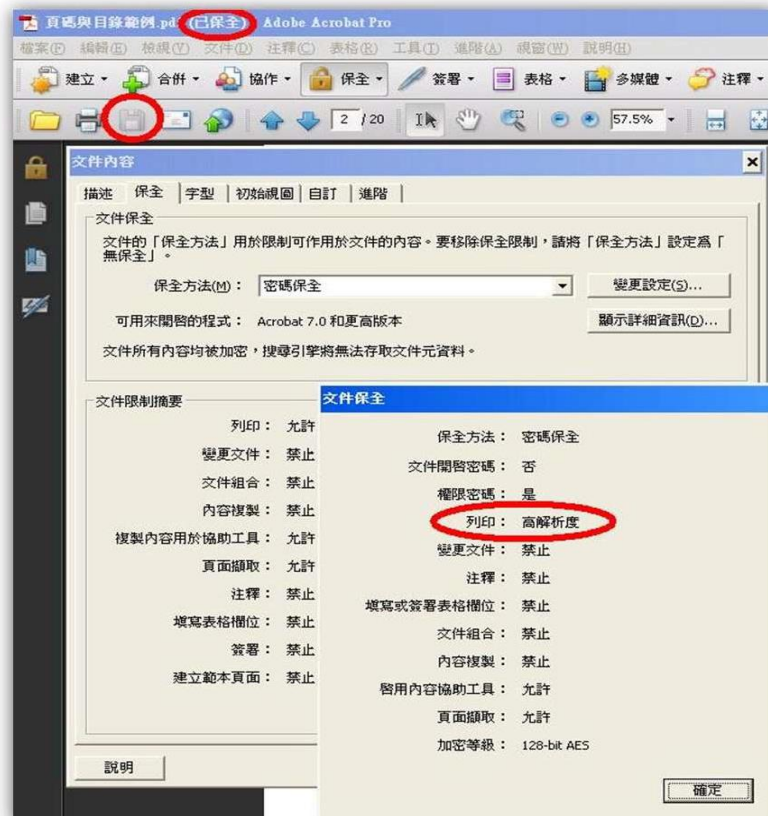 頁碼與目錄範例.pdf (已保全) Adobe Acrobat Pro
檔案(F) 編輯(E) 檢視(V) 文件(D) 注釋(C) 表格(R) 工具(T) 進階(A) 視窗(W) 說明(H)
建立 合併 協作 保全 簽署 表格 多媒體 注釋
2 / 20 57.5%
文件內容
描述 保全 字型 初始視圖 自訂 進階
文件保全
文件的「保全方法」用於限制可作用於文件的內容。要移除保全限制，請將「保全方法」設定為「
無保全」。
保全方法(M)： 密碼保全 變更設定(S)...
可用來開啟的程式： Acrobat 7.0 和更高版本 顯示詳細資訊(D)...
文件所有內容均被加密，搜尋引擎將無法存取文件元資料。
文件限制摘要
列印： 允許
變更文件： 禁止
文件組合： 禁止
內容複製： 禁止
複製內容用於協助工具： 允許
頁面擷取： 允許
注釋： 禁止
填寫表格欄位： 禁止
簽署： 禁止
建立範本頁面： 禁止
說明
文件保全
保全方法： 密碼保全
文件開啟密碼： 否
權限密碼： 是
列印： 高解析度
變更文件： 禁止
注釋： 禁止
填寫或簽署表格欄位： 禁止
文件組合： 禁止
內容複製： 禁止
啟用內容協助工具： 允許
頁面擷取： 允許
加密等級： 128-bit AES
確定